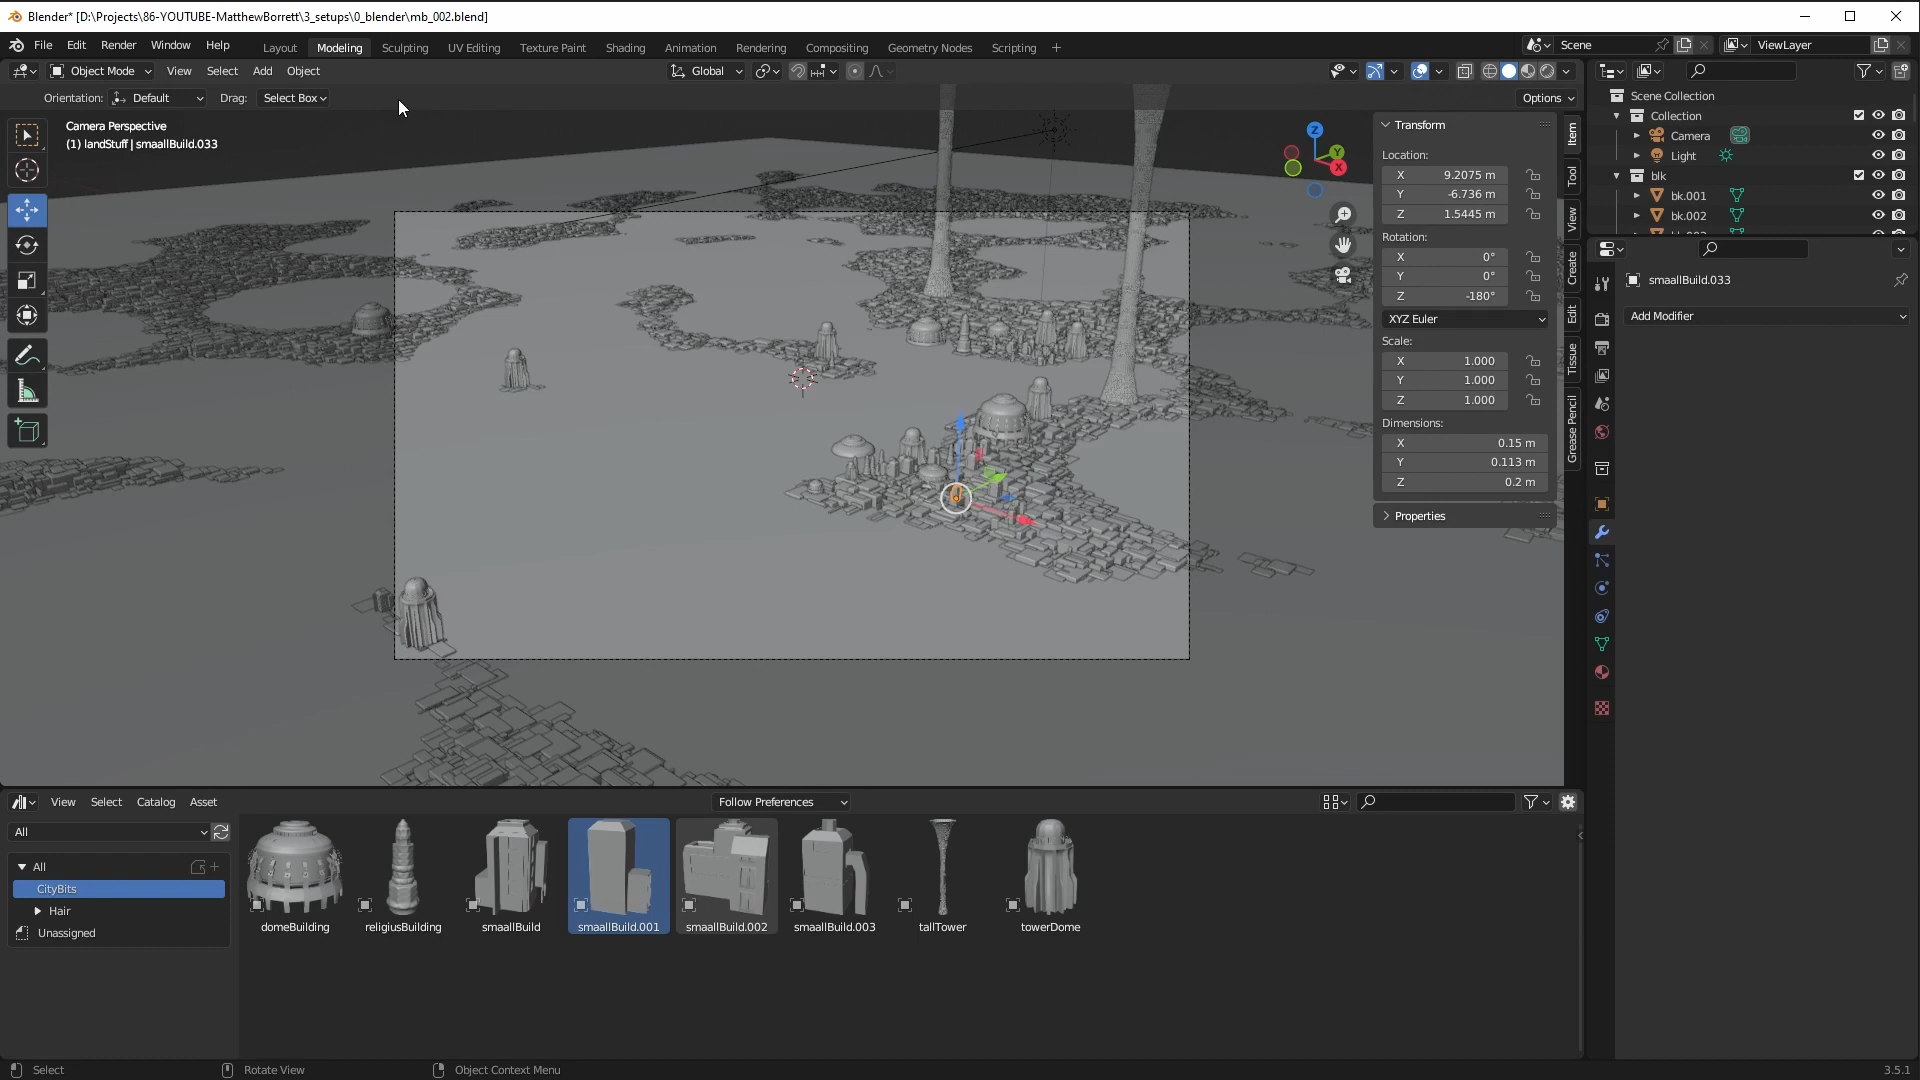 Blender* [D:\Projects\86-YOUTUBE-MatthewBorrett\3_setups\0_blender\mb_002.blend]
File Edit Render Window Help Layout Modeling Sculpting UV Editing Texture Paint Shading Animation Rendering Compositing Geometry Nodes Scripting + Scene ViewLayer
Object Mode View Select Add Object Global
Orientation: Default Drag: Select Box Options
Camera Perspective
(1) landStuff | smaallBuild.033
Z
Y
X
Transform
Location:
X 9.2075 m
Y -6.736 m
Z 1.5445 m
Rotation:
X 0°
Y 0°
Z -180°
XYZ Euler
Scale:
X 1.000
Y 1.000
Z 1.000
Dimensions:
X 0.15 m
Y 0.113 m
Z 0.2 m
Properties
Item
Tool
View
Create
Edit
Tissue
Grease Pencil
Scene Collection
Collection
Camera
Light
blk
bk.001
bk.002
smaallBuild.033
Add Modifier
View Select Catalog Asset Follow Preferences
All
All
CityBits
Hair
Unassigned
domeBuilding religiusBuilding smaallBuild smaallBuild.001 smaallBuild.002 smaallBuild.003 tallTower towerDome
Select Rotate View Object Context Menu 3.5.1